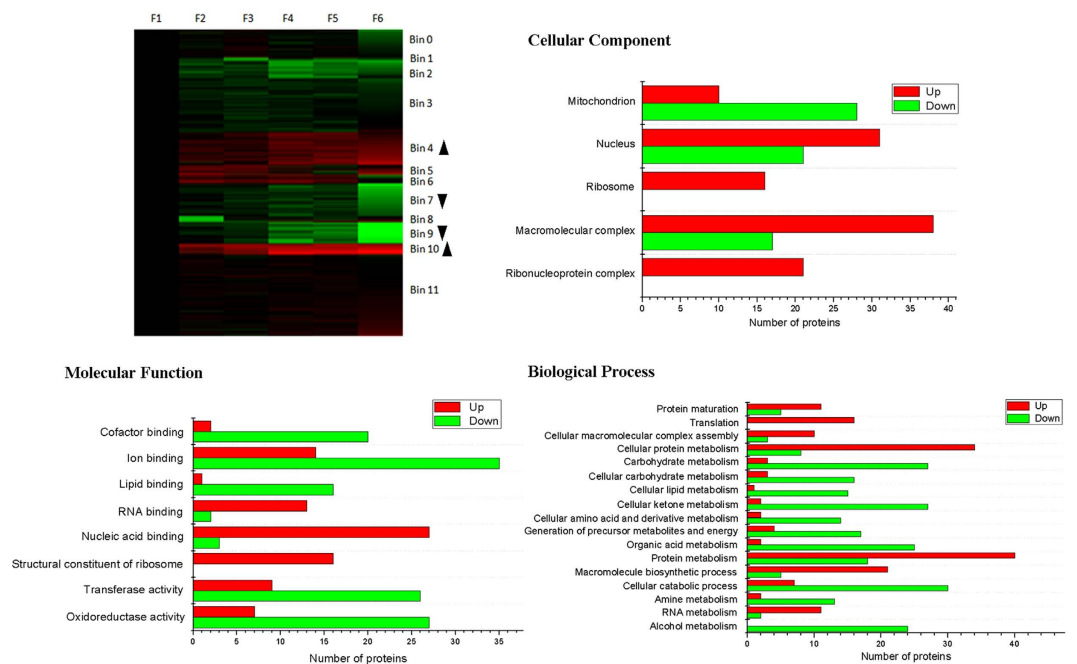 F1 F2 F3 F4 F5 F6
Bin 0
Bin 1
Bin 2
Bin 3
Bin 4
Bin 5
Bin 6
Bin 7
Bin 8
Bin 9
Bin 10
Bin 11
Cellular Component
Up
Down
Mitochondrion
Nucleus
Ribosome
Macromolecular complex
Ribonucleoprotein complex
0 5 10 15 20 25 30 35 40
Number of proteins
Molecular Function
Up
Down
Cofactor binding
Ion binding
Lipid binding
RNA binding
Nucleic acid binding
Structural constituent of ribosome
Transferase activity
Oxidoreductase activity
0 5 10 15 20 25 30 35
Number of proteins
Biological Process
Up
Down
Protein maturation
Translation
Cellular macromolecular complex assembly
Cellular protein metabolism
Carbohydrate metabolism
Cellular carbohydrate metabolism
Cellular lipid metabolism
Cellular ketone metabolism
Cellular amino acid and derivative metabolism
Generation of precursor metabolites and energy
Organic acid metabolism
Protein metabolism
Macromolecule biosynthetic process
Cellular catabolic process
Amine metabolism
RNA metabolism
Alcohol metabolism
0 10 20 30 40
Number of proteins